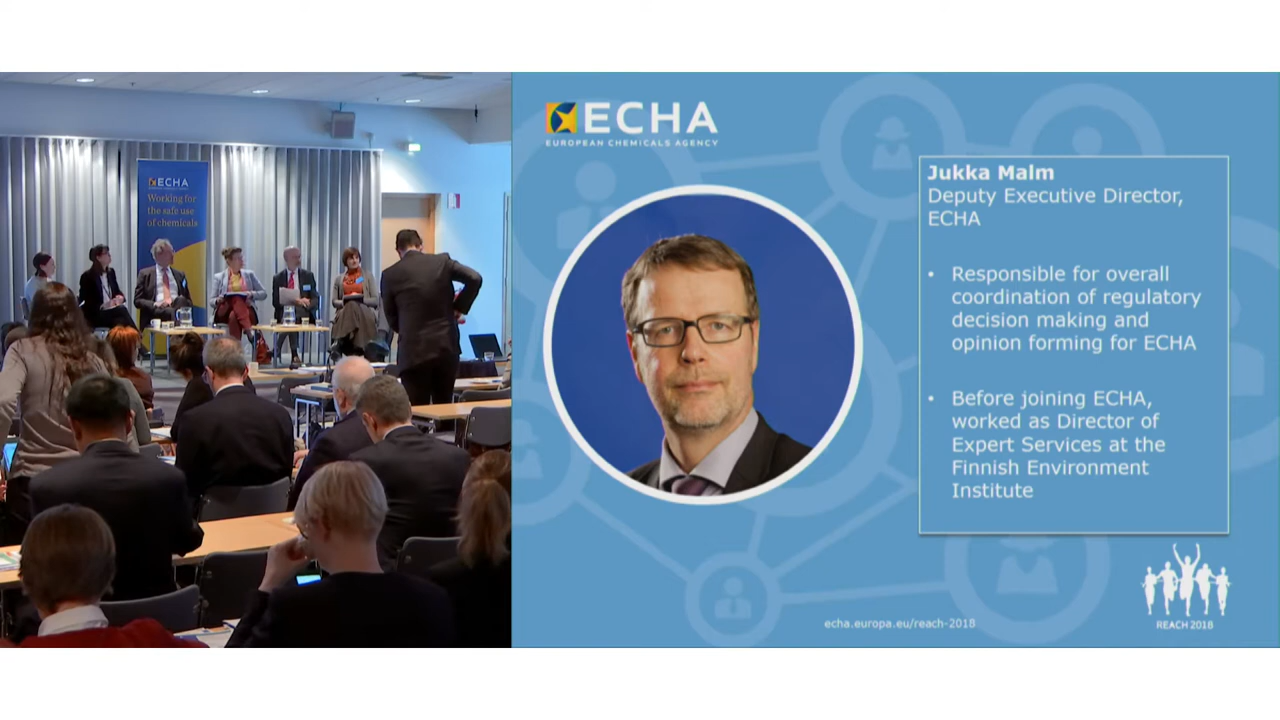 ECHA
Working for
the safe use
of chemicals
ECHA
EUROPEAN CHEMICALS AGENCY
Jukka Malm
Deputy Executive Director,
ECHA
• Responsible for overall
coordination of regulatory
decision making and
opinion forming for ECHA
• Before joining ECHA,
worked as Director of
Expert Services at the
Finnish Environment
Institute
echa.europa.eu/reach-2018
REACH 2018